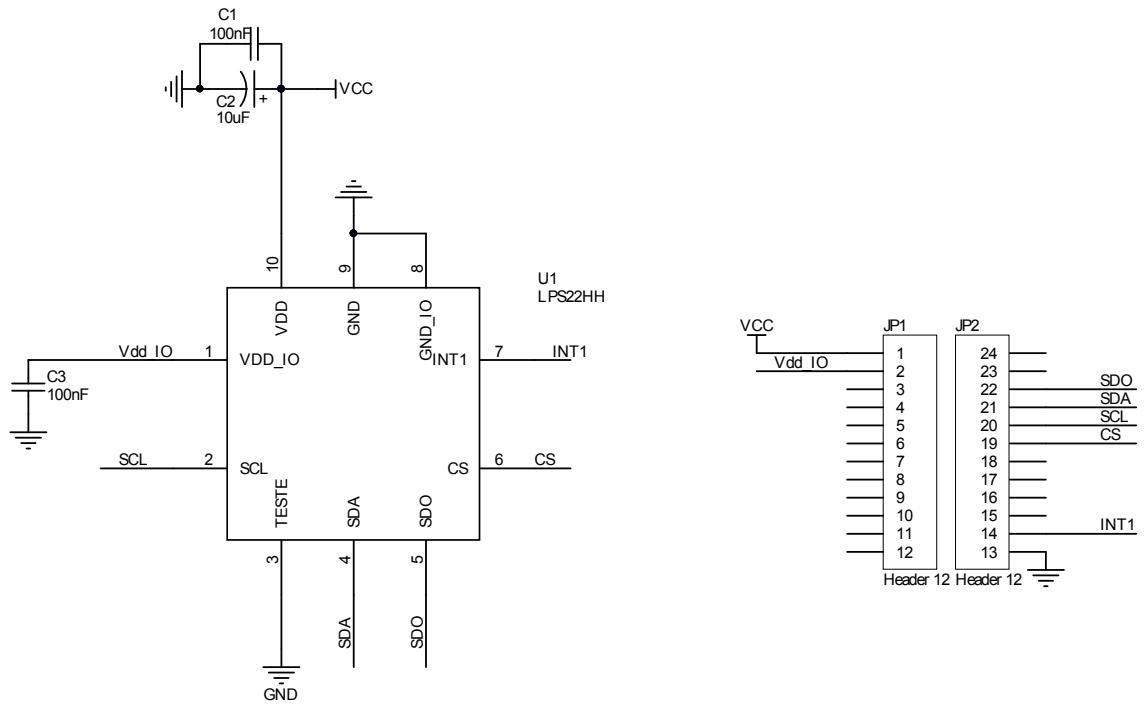 C1
100nF
C2
10uF
+
VCC
10
9
8
U1
LPS22HH
VDD
GND
GND_IO
Vdd_IO
1
VDD_IO
INT1
7
INT1
C3
100nF
SCL
2
SCL
CS
6
CS
TESTE
SDA
SDO
3
4
5
SDA
SDO
GND
VCC
Vdd_IO
JP1
1
2
3
4
5
6
7
8
9
10
11
12
Header 12
JP2
24
23
22
21
20
19
18
17
16
15
14
13
Header 12
SDO
SDA
SCL
CS
INT1